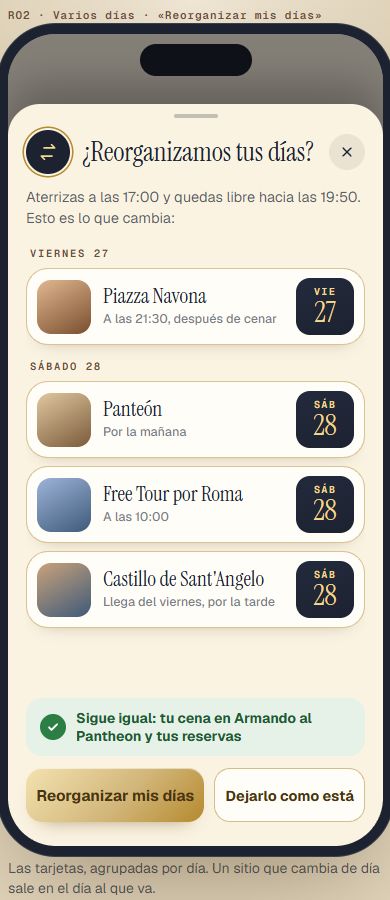 R02 · Varios días · «Reorganizar mis días»
¿Reorganizamos tus días?
Aterrizas a las 17:00 y quedas libre hacia las 19:50.
Esto es lo que cambia:
VIERNES 27
Piazza Navona
A las 21:30, después de cenar
VIE
27
SÁBADO 28
Panteón
Por la mañana
SÁB
28
Free Tour por Roma
A las 10:00
SÁB
28
Castillo de Sant'Angelo
Llega del viernes, por la tarde
SÁB
28
Sigue igual: tu cena en Armando al
Pantheon y tus reservas
Reorganizar mis días
Dejarlo como está
Las tarjetas, agrupadas por día. Un sitio que cambia de día
sale en el día al que va.